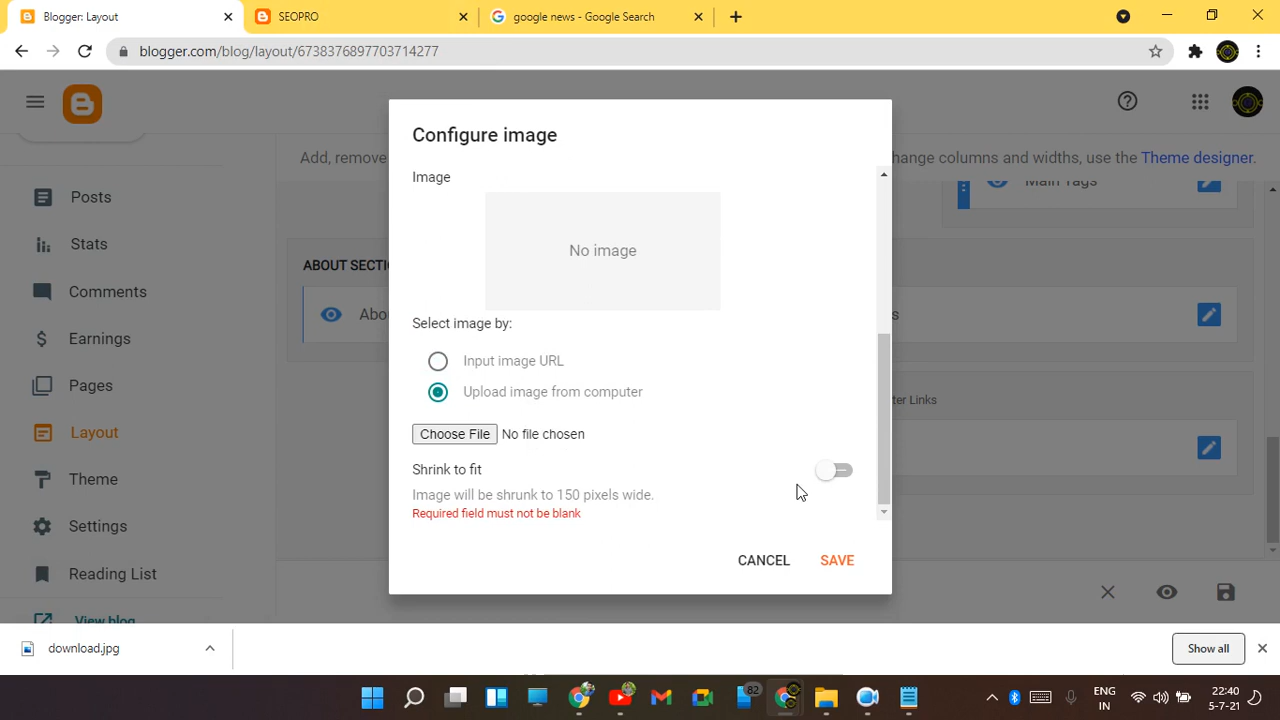 Blogger: Layout
SEOPRO
google news - Google Search
blogger.com/blog/layout/6738376897703714277
Add, remove
change columns and widths, use the Theme designer.
Configure image
Posts
Stats
Comments
Earnings
Pages
Layout
Theme
Settings
Reading List
View blog
Main Tags
ABOUT SECTI
Abou
s
ter Links
Image
No image
Select image by:
Input image URL
Upload image from computer
Choose File No file chosen
Shrink to fit
Image will be shrunk to 150 pixels wide.
Required field must not be blank
CANCEL SAVE
download.jpg
Show all
82
ENG
IN
22:40
5-7-21